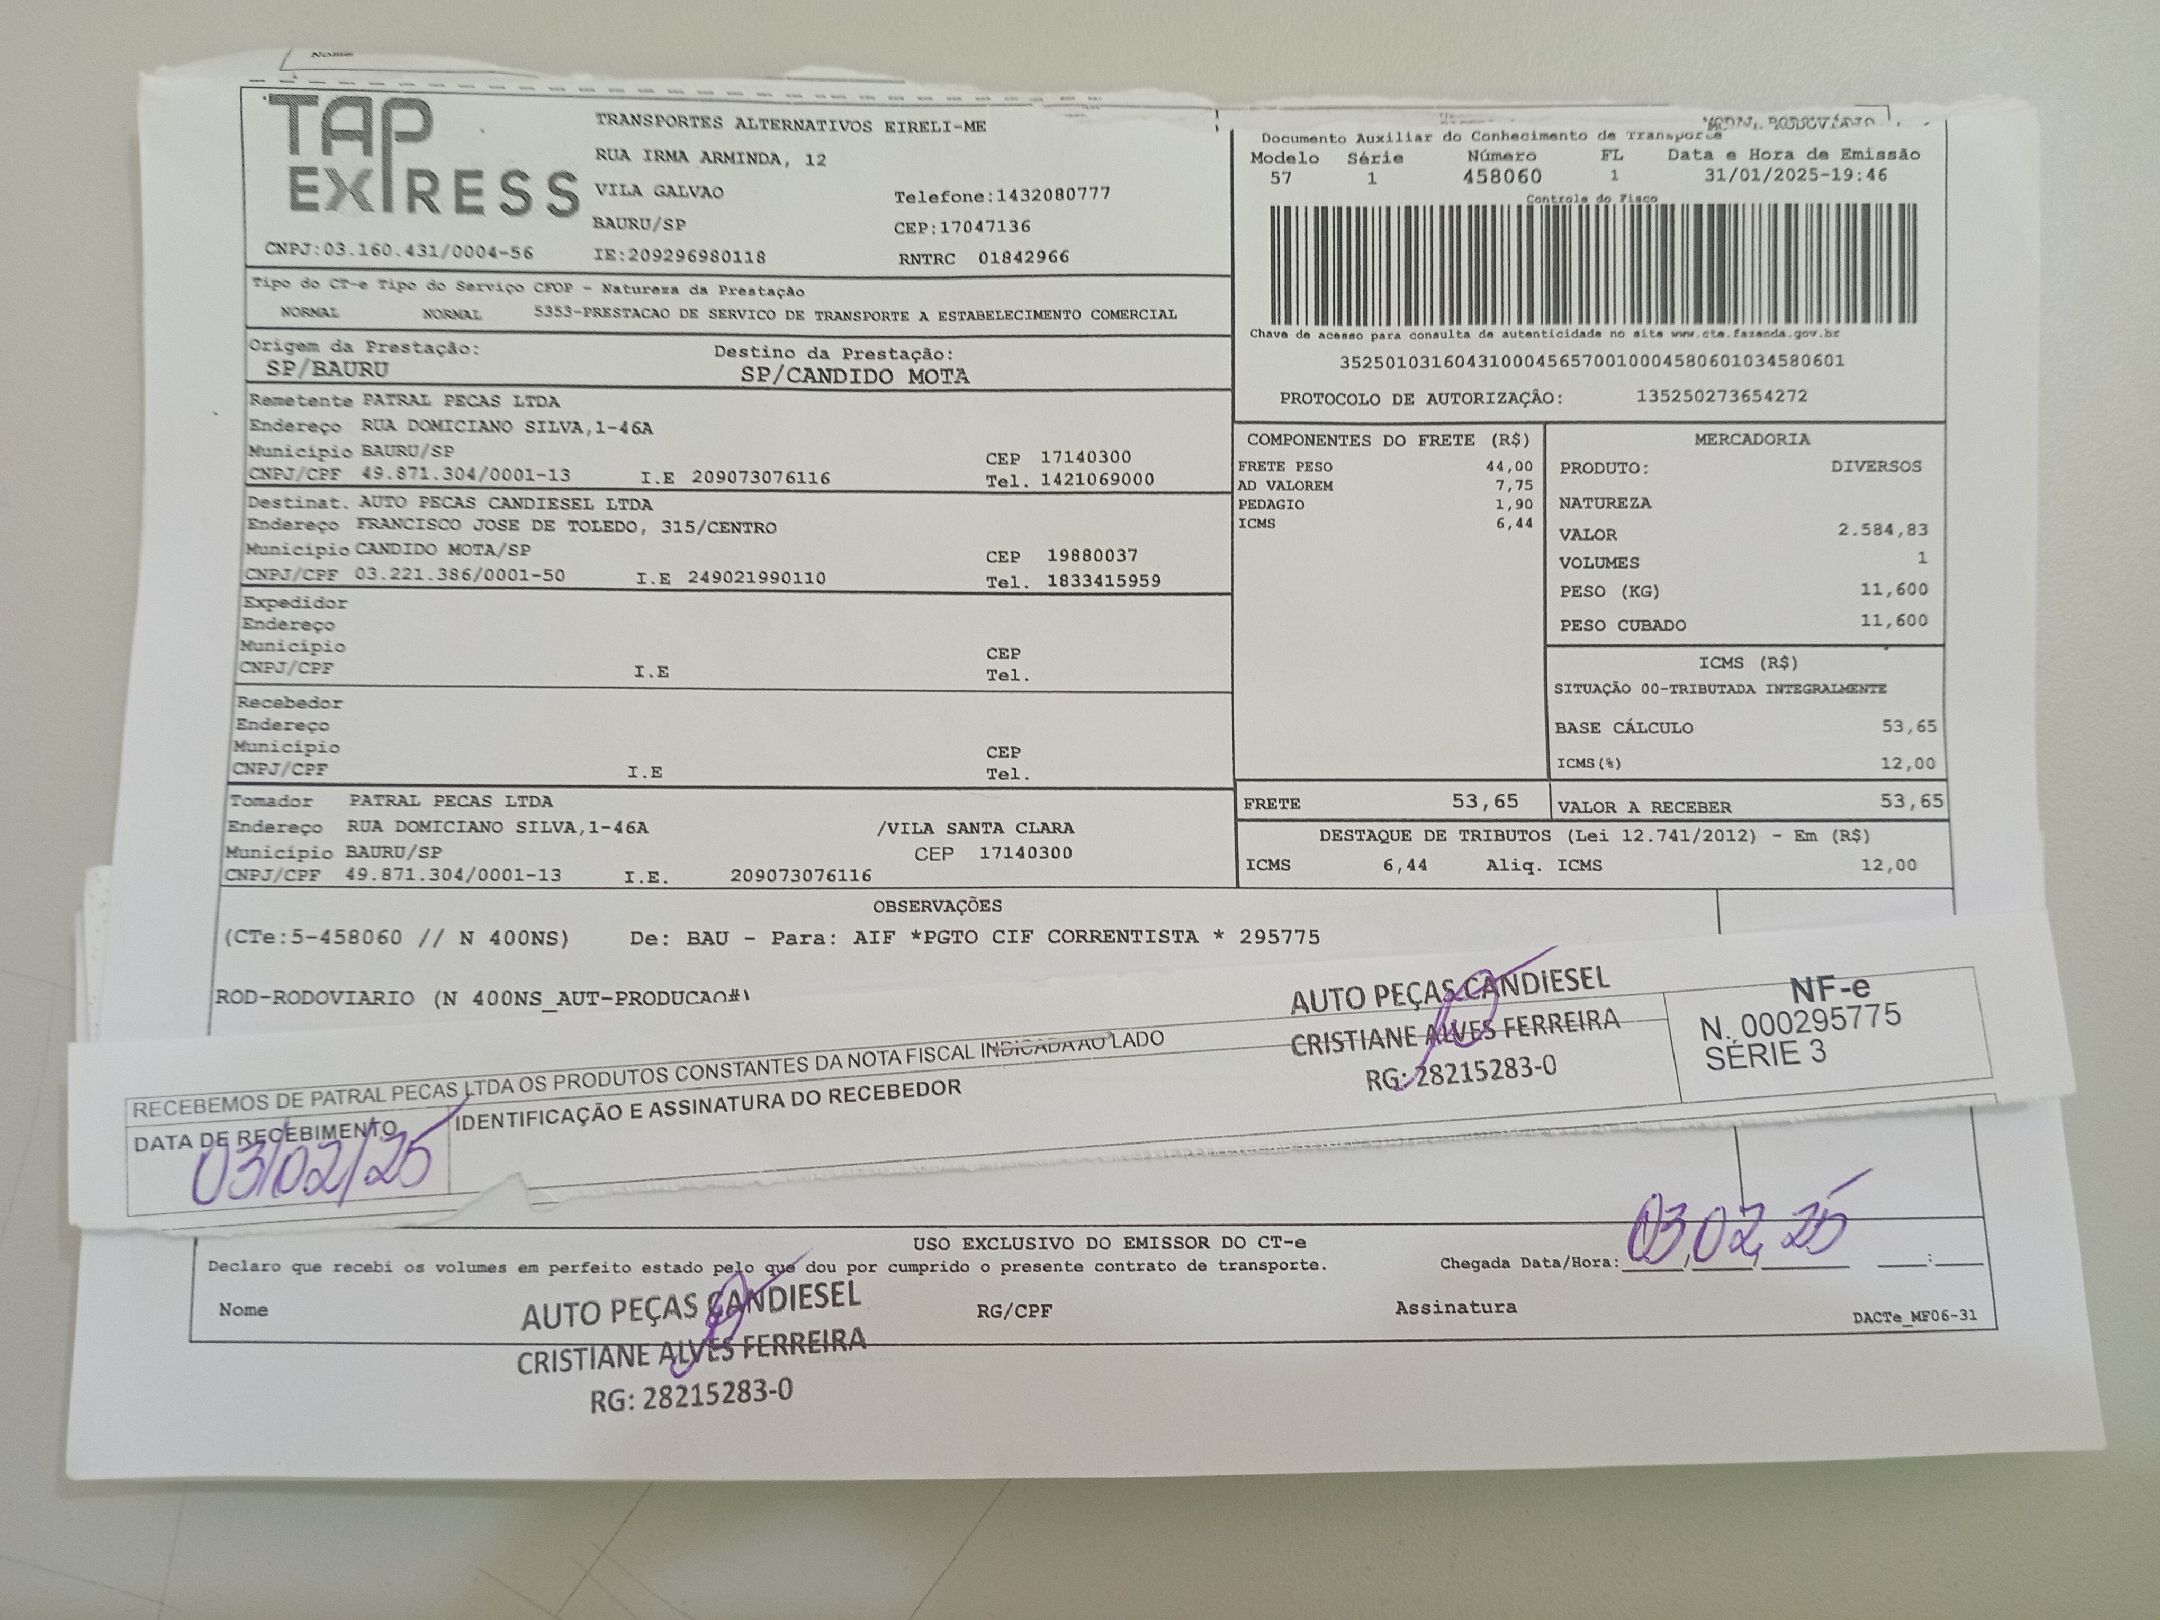 Nome
TAP EXPRESS
TRANSPORTES ALTERNATIVOS EIRELI-ME
RUA IRMA ARMINDA, 12
VILA GALVAO Telefone:1432080777
BAURU/SP CEP:17047136
CNPJ:03.160.431/0004-56 IE:209296980118 RNTRC 01842966
MODAL RODOVIÁRIO
Documento Auxiliar do Conhecimento de Transporte
Modelo Série Número FL Data e Hora de Emissão
57 1 458060 1 31/01/2025-19:46
Controle do Fisco
Chave de acesso para consulta de autenticidade no site www.cte.fazenda.gov.br
35250103160431000456570010004580601034580601
PROTOCOLO DE AUTORIZAÇÃO: 135250273654272
Tipo do CT-e Tipo do Serviço CFOP - Natureza da Prestação
NORMAL NORMAL 5353-PRESTACAO DE SERVICO DE TRANSPORTE A ESTABELECIMENTO COMERCIAL
Origem da Prestação: Destino da Prestação:
SP/BAURU SP/CANDIDO MOTA
Remetente PATRAL PECAS LTDA
Endereço RUA DOMICIANO SILVA,1-46A
Município BAURU/SP CEP 17140300
CNPJ/CPF 49.871.304/0001-13 I.E 209073076116 Tel. 1421069000
Destinat. AUTO PECAS CANDIESEL LTDA
Endereço FRANCISCO JOSE DE TOLEDO, 315/CENTRO
Município CANDIDO MOTA/SP CEP 19880037
CNPJ/CPF 03.221.386/0001-50 I.E 249021990110 Tel. 1833415959
Expedidor
Endereço
Município CEP
CNPJ/CPF I.E Tel.
Recebedor
Endereço
Município CEP
CNPJ/CPF I.E Tel.
Tomador PATRAL PECAS LTDA
Endereço RUA DOMICIANO SILVA,1-46A /VILA SANTA CLARA
Município BAURU/SP CEP 17140300
CNPJ/CPF 49.871.304/0001-13 I.E. 209073076116
COMPONENTES DO FRETE (R$)
FRETE PESO 44,00
AD VALOREM 7,75
PEDAGIO 1,90
ICMS 6,44
MERCADORIA
PRODUTO: DIVERSOS
NATUREZA
VALOR 2.584,83
VOLUMES 1
PESO (KG) 11,600
PESO CUBADO 11,600
ICMS (R$)
SITUAÇÃO 00-TRIBUTADA INTEGRALMENTE
BASE CÁLCULO 53,65
ICMS(%) 12,00
FRETE 53,65 VALOR A RECEBER 53,65
DESTAQUE DE TRIBUTOS (Lei 12.741/2012) - Em (R$)
ICMS 6,44 Aliq. ICMS 12,00
OBSERVAÇÕES
(CTe:5-458060 // N 400NS) De: BAU - Para: AIF *PGTO CIF CORRENTISTA * 295775
ROD-RODOVIARIO (N 400NS_AUT-PRODUCAO#)
RECEBEMOS DE PATRAL PECAS LTDA OS PRODUTOS CONSTANTES DA NOTA FISCAL INDICADA AO LADO
DATA DE RECEBIMENTO IDENTIFICAÇÃO E ASSINATURA DO RECEBEDOR
03/02/25
AUTO PEÇAS CANDIESEL
CRISTIANE ALVES FERREIRA
RG: 28215283-0
NF-e
N. 000295775
SÉRIE 3
USO EXCLUSIVO DO EMISSOR DO CT-e
Declaro que recebi os volumes em perfeito estado pelo que dou por cumprido o presente contrato de transporte. Chegada Data/Hora: 03 02 25 :
Nome RG/CPF Assinatura DACTe_MF06-31
AUTO PEÇAS CANDIESEL
CRISTIANE ALVES FERREIRA
RG: 28215283-0